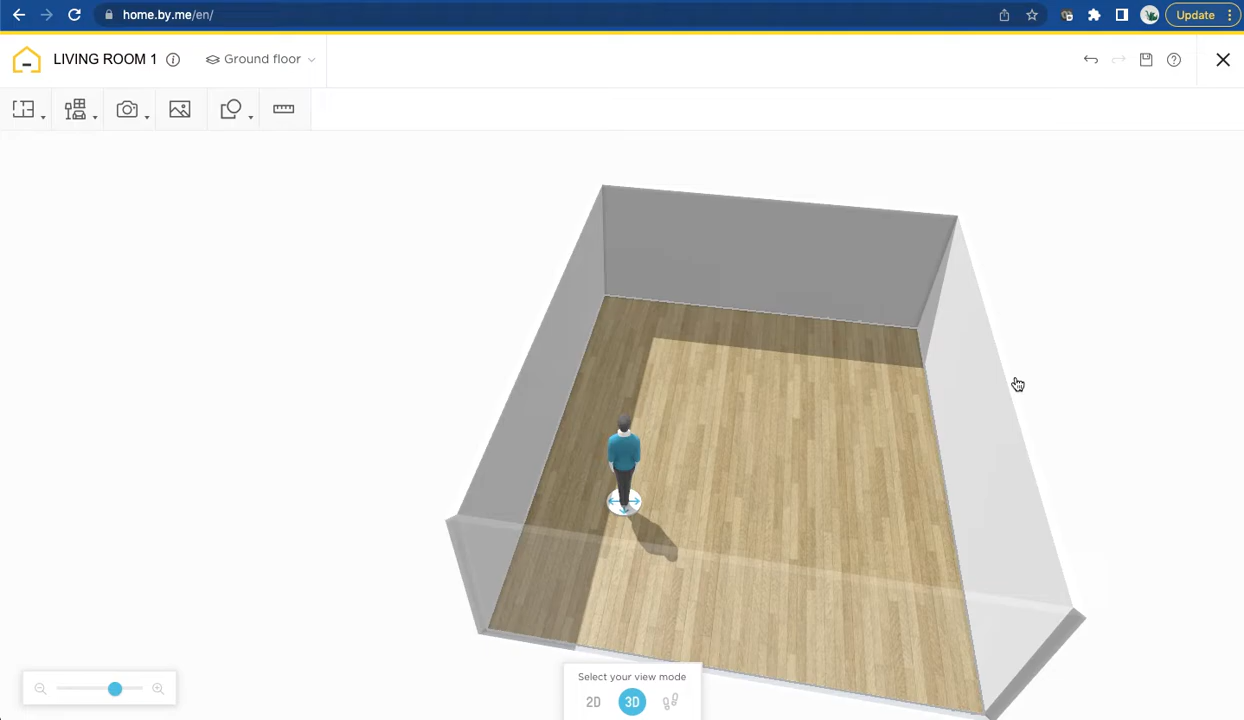 home.by.me/en/
Update
LIVING ROOM 1
Ground floor
Select your view mode
2D
3D